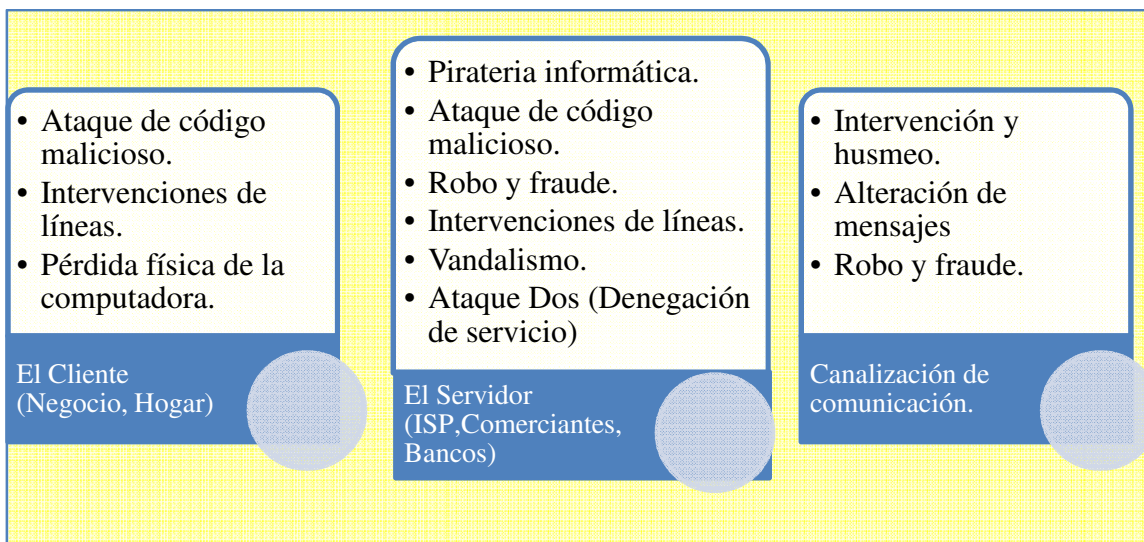 • Ataque de código
malicioso.
• Intervenciones de
líneas.
• Pérdida física de la
computadora.
El Cliente
(Negocio, Hogar)
• Pirateria informática.
• Ataque de código
malicioso.
• Robo y fraude.
• Intervenciones de líneas.
• Vandalismo.
• Ataque Dos (Denegación
de servicio)
El Servidor
(ISP,Comerciantes,
Bancos)
• Intervención y
husmeo.
• Alteración de
mensajes
• Robo y fraude.
Canalización de
comunicación.